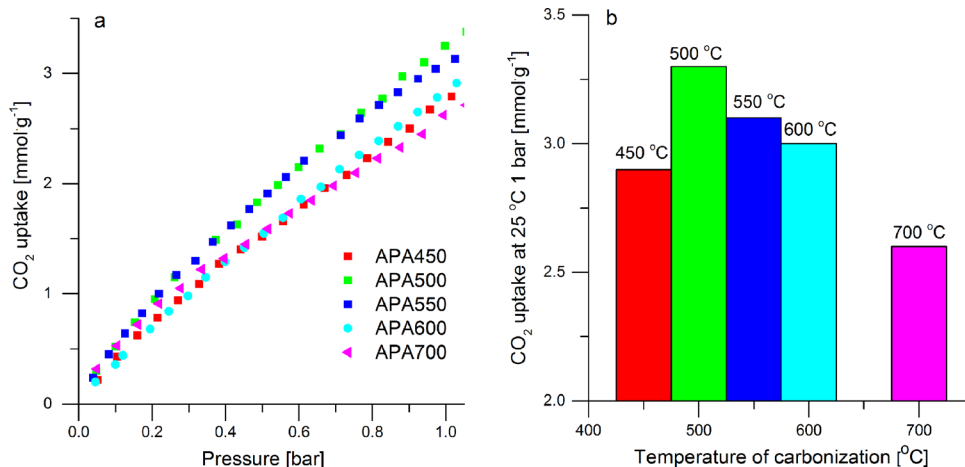 a
CO₂ uptake [mmol·g⁻¹]
3
2
1
0
0.0 0.2 0.4 0.6 0.8 1.0
Pressure [bar]
APA450
APA500
APA550
APA600
APA700
b
CO₂ uptake at 25 °C 1 bar [mmol·g⁻¹]
3.5
3.0
2.5
2.0
450 °C
500 °C
550 °C
600 °C
700 °C
400 500 600 700
Temperature of carbonization [°C]